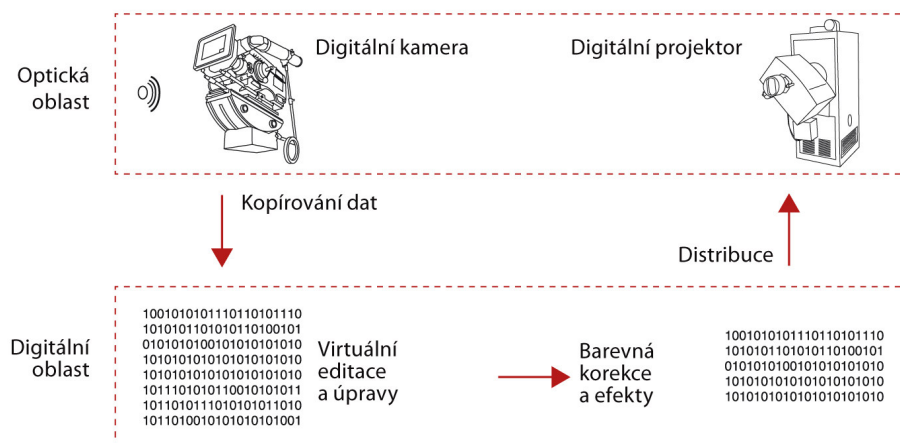 Digitální kamera
Digitální projektor
Optická
oblast
Kopírování dat
Distribuce
Digitální
oblast
1001010101110110101110
1010101101010110100101
0101010100101010101010
1010101010101010101010
1010101010101010101010
1011101010110010101011
1011010111010101011010
1011010010101010101001
Virtuální
editace
a úpravy
Barevná
korekce
a efekty
1001010101110110101110
1010101101010110100101
0101010100101010101010
1010101010101010101010
1010101010101010101010